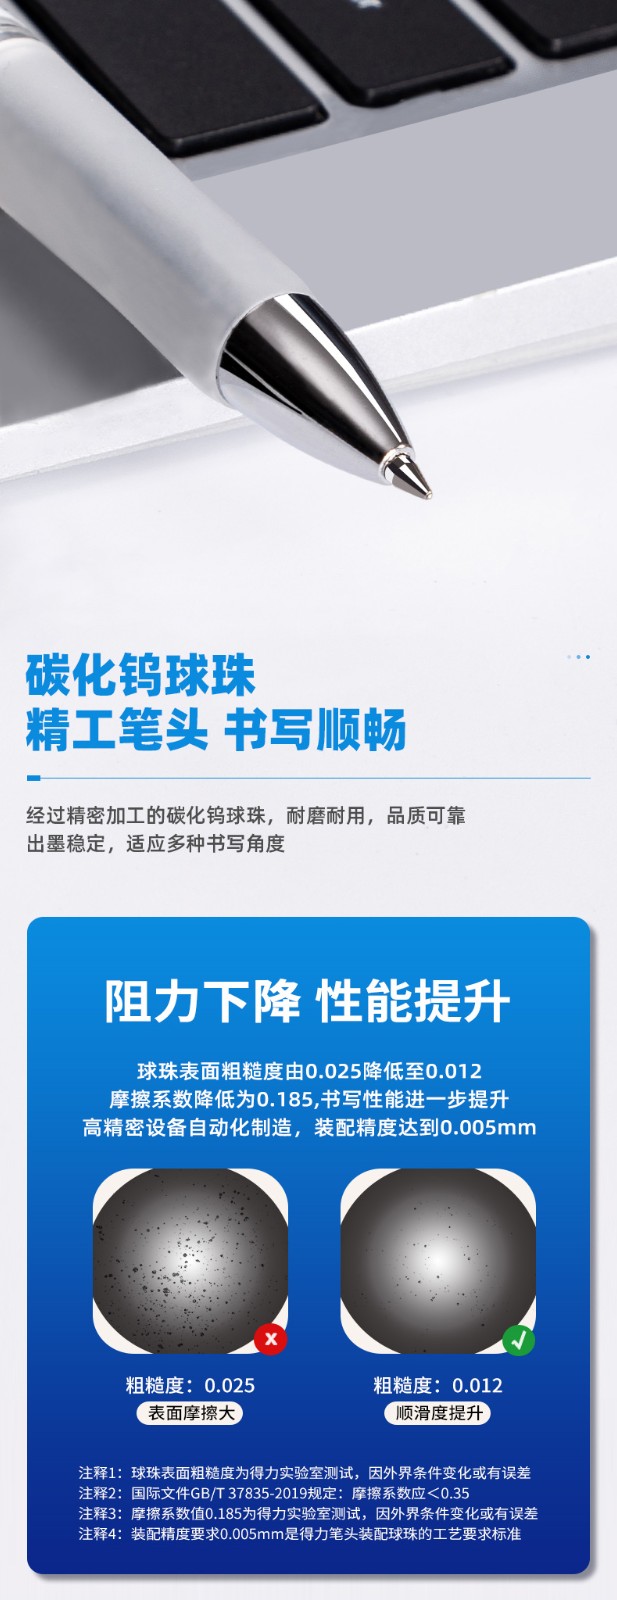 碳化钨球珠
精工笔头 书写顺畅
经过精密加工的碳化钨球珠，耐磨耐用，品质可靠
出墨稳定，适应多种书写角度
阻力下降 性能提升
球珠表面粗糙度由0.025降低至0.012
摩擦系数降低为0.185,书写性能进一步提升
高精密设备自动化制造，装配精度达到0.005mm
粗糙度：0.025
粗糙度：0.012
表面摩擦大
顺滑度提升
注释1：球珠表面粗糙度为得力实验室测试，因外界条件变化或有误差
注释2：国际文件GB/T 37835-2019规定：摩擦系数应＜0.35
注释3：摩擦系数值0.185为得力实验室测试，因外界条件变化或有误差
注释4：装配精度要求0.005mm是得力笔头装配球珠的工艺要求标准